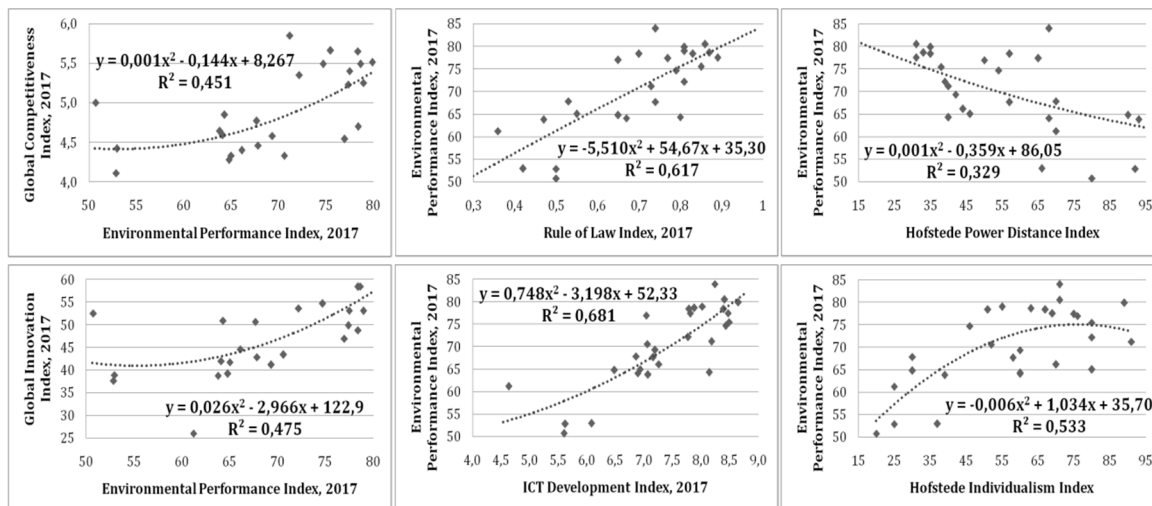 Global Competitiveness
Index, 2017
6,0
5,5
5,0
4,5
4,0
y = 0,001x² - 0,144x + 8,267
R² = 0,451
50 55 60 65 70 75 80
Environmental Performance Index, 2017
Environmental
Performance Index, 2017
85
80
75
70
65
60
55
50
y = -5,510x² + 54,67x + 35,30
R² = 0,617
0,3 0,4 0,5 0,6 0,7 0,8 0,9 1
Rule of Law Index, 2017
Environmental
Performance Index, 2017
85
80
75
70
65
60
55
50
y = 0,001x² - 0,359x + 86,05
R² = 0,329
15 25 35 45 55 65 75 85 95
Hofstede Power Distance Index
Global Innovation
Index, 2017
60
55
50
45
40
35
30
25
y = 0,026x² - 2,966x + 122,9
R² = 0,475
50 55 60 65 70 75 80
Environmental Performance Index, 2017
Environmental
Performance Index, 2017
85
80
75
70
65
60
55
50
y = 0,748x² - 3,198x + 52,33
R² = 0,681
4,0 4,5 5,0 5,5 6,0 6,5 7,0 7,5 8,0 8,5 9,0
ICT Development Index, 2017
Environmental
Performance Index, 2017
85
80
75
70
65
60
55
50
y = -0,006x² + 1,034x + 35,70
R² = 0,533
15 25 35 45 55 65 75 85 95
Hofstede Individualism Index